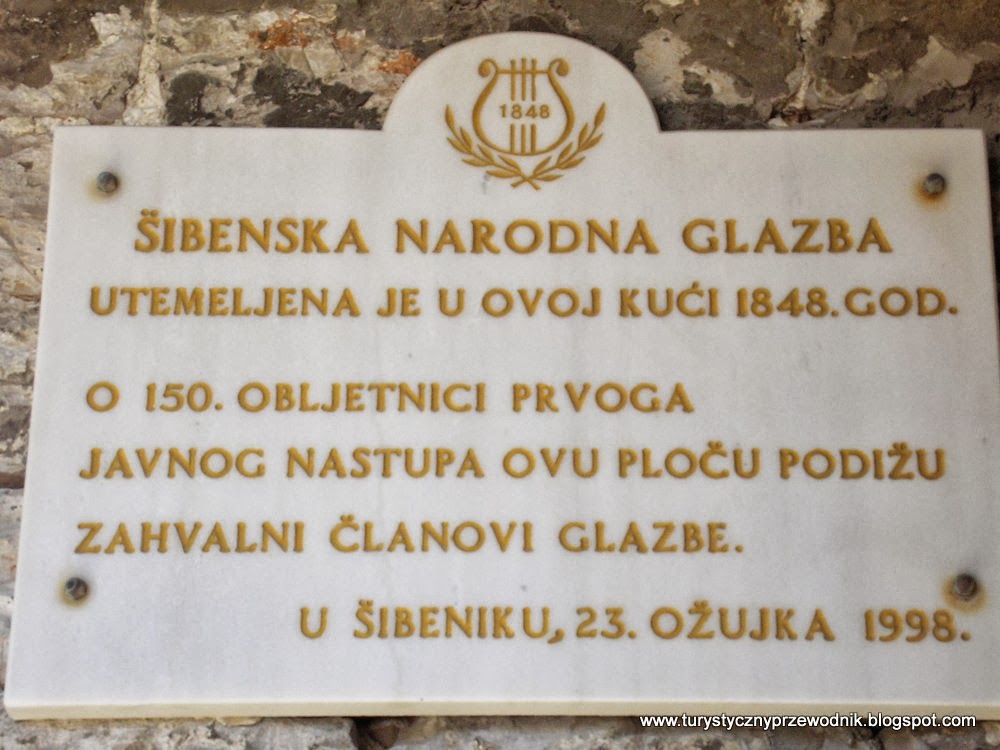 1848
ŠIBENSKA NARODNA GLAZBA
UTEMELJENA JE U OVOJ KUĆI 1848. GOD.
O 150. OBLJETNICI PRVOGA
JAVNOG NASTUPA OVU PLOČU PODIŽU
ZAHVALNI ČLANOVI GLAZBE.
U ŠIBENIKU, 23. OŽUJKA 1998.
www.turystycznyprzewodnik.blogspot.com